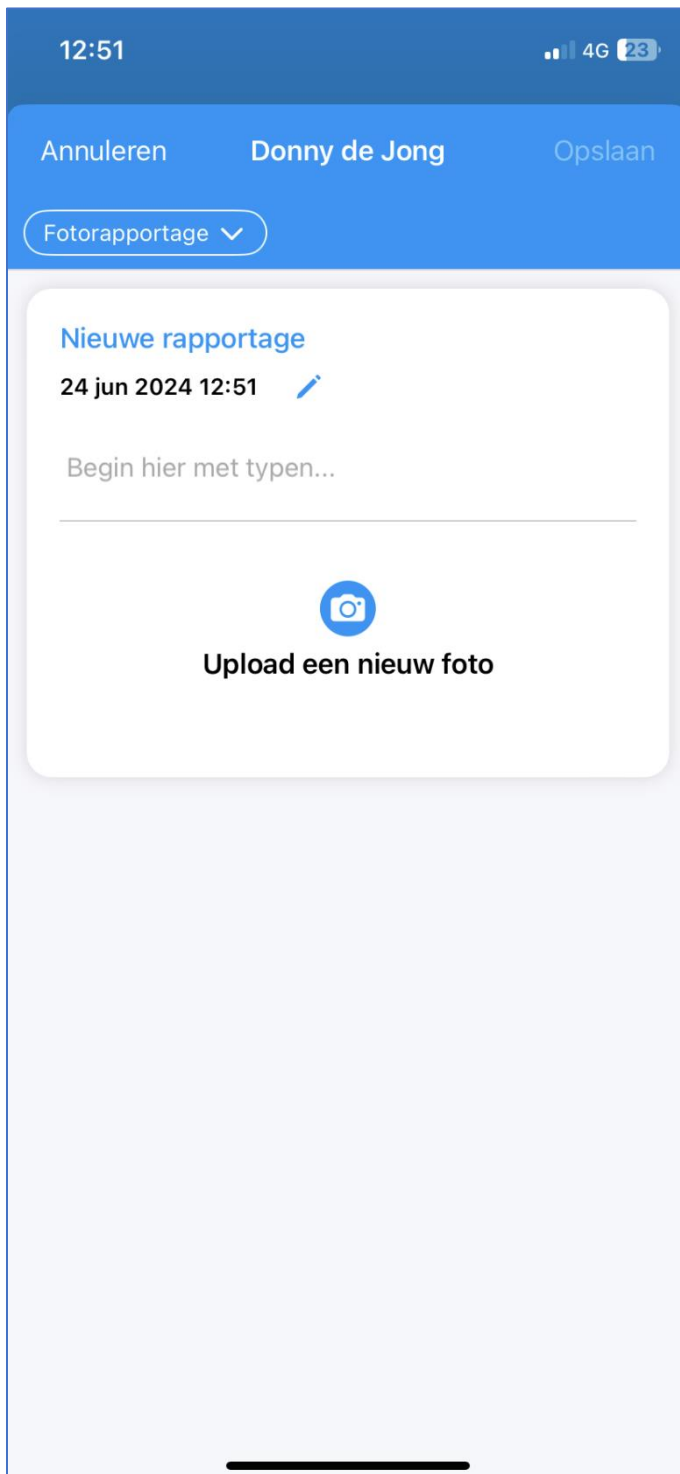 12:51 4G 23
Annuleren Donny de Jong Opslaan
Fotorapportage
Nieuwe rapportage
24 jun 2024 12:51
Begin hier met typen...
Upload een nieuw foto